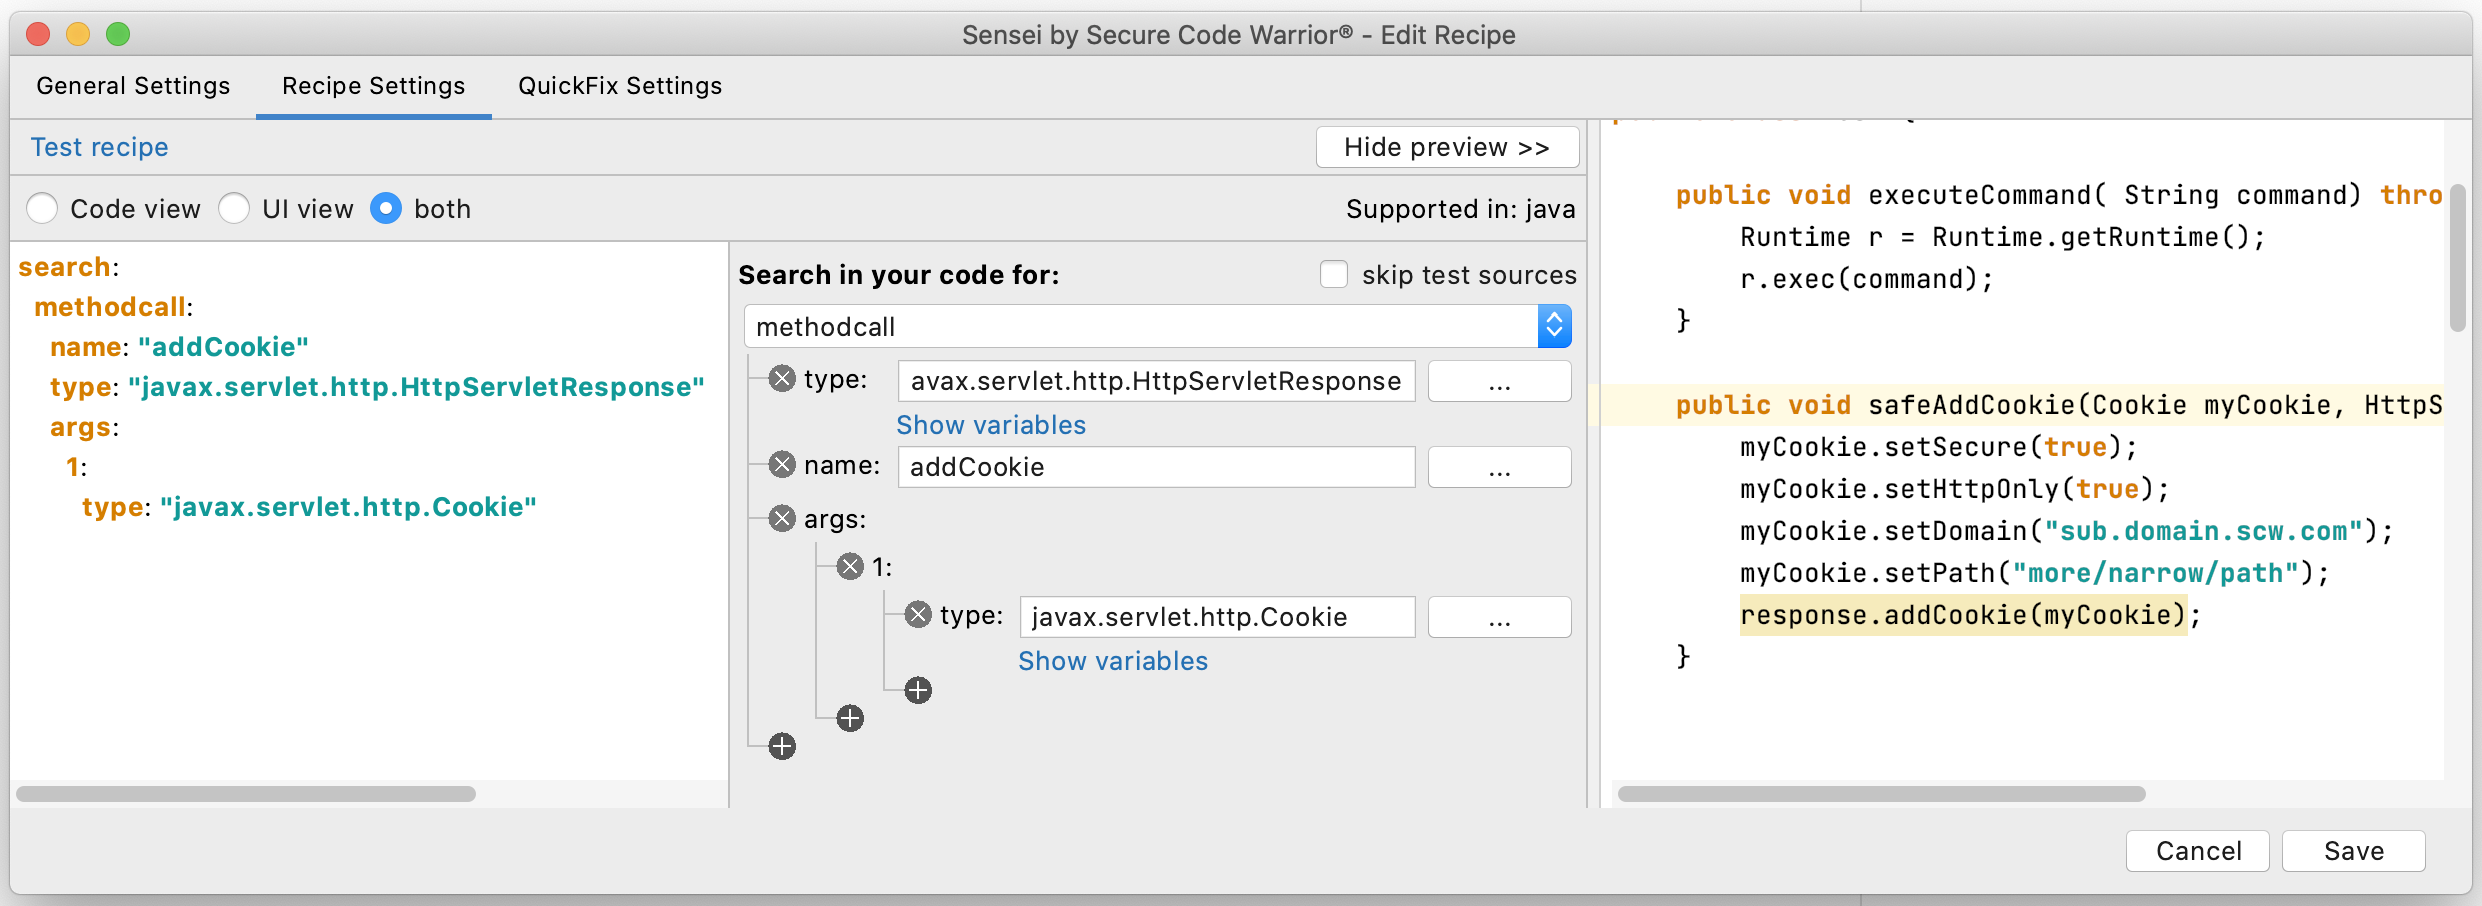 Sensei by Secure Code Warrior® - Edit Recipe
General Settings Recipe Settings QuickFix Settings
Test recipe
Hide preview >>
Code view UI view both
Supported in: java
search:
methodcall:
name: "addCookie"
type: "javax.servlet.http.HttpServletResponse"
args:
1:
type: "javax.servlet.http.Cookie"
Search in your code for:
skip test sources
methodcall
type: avax.servlet.http.HttpServletResponse ...
Show variables
name: addCookie ...
args:
1:
type: javax.servlet.http.Cookie ...
Show variables
public void executeCommand( String command) thro
Runtime r = Runtime.getRuntime();
r.exec(command);
}
public void safeAddCookie(Cookie myCookie, HttpS
myCookie.setSecure(true);
myCookie.setHttpOnly(true);
myCookie.setDomain("sub.domain.scw.com");
myCookie.setPath("more/narrow/path");
response.addCookie(myCookie);
}
Cancel Save